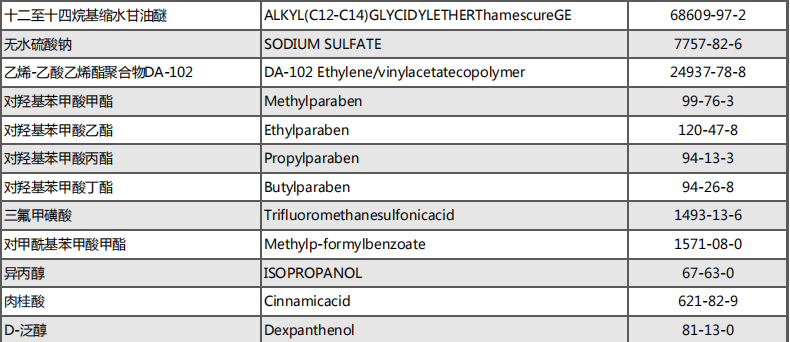 十二至十四烷基缩水甘油醚 ALKYL(C12-C14)GLYCIDYLETHERThamescureGE 68609-97-2
无水硫酸钠 SODIUM SULFATE 7757-82-6
乙烯-乙酸乙烯酯聚合物DA-102 DA-102 Ethylene/vinylacetatecopolymer 24937-78-8
对羟基苯甲酸甲酯 Methylparaben 99-76-3
对羟基苯甲酸乙酯 Ethylparaben 120-47-8
对羟基苯甲酸丙酯 Propylparaben 94-13-3
对羟基苯甲酸丁酯 Butylparaben 94-26-8
三氟甲磺酸 Trifluoromethanesulfonicacid 1493-13-6
对甲酰基苯甲酸甲酯 Methylp-formylbenzoate 1571-08-0
异丙醇 ISOPROPANOL 67-63-0
肉桂酸 Cinnamicacid 621-82-9
D-泛醇 Dexpanthenol 81-13-0